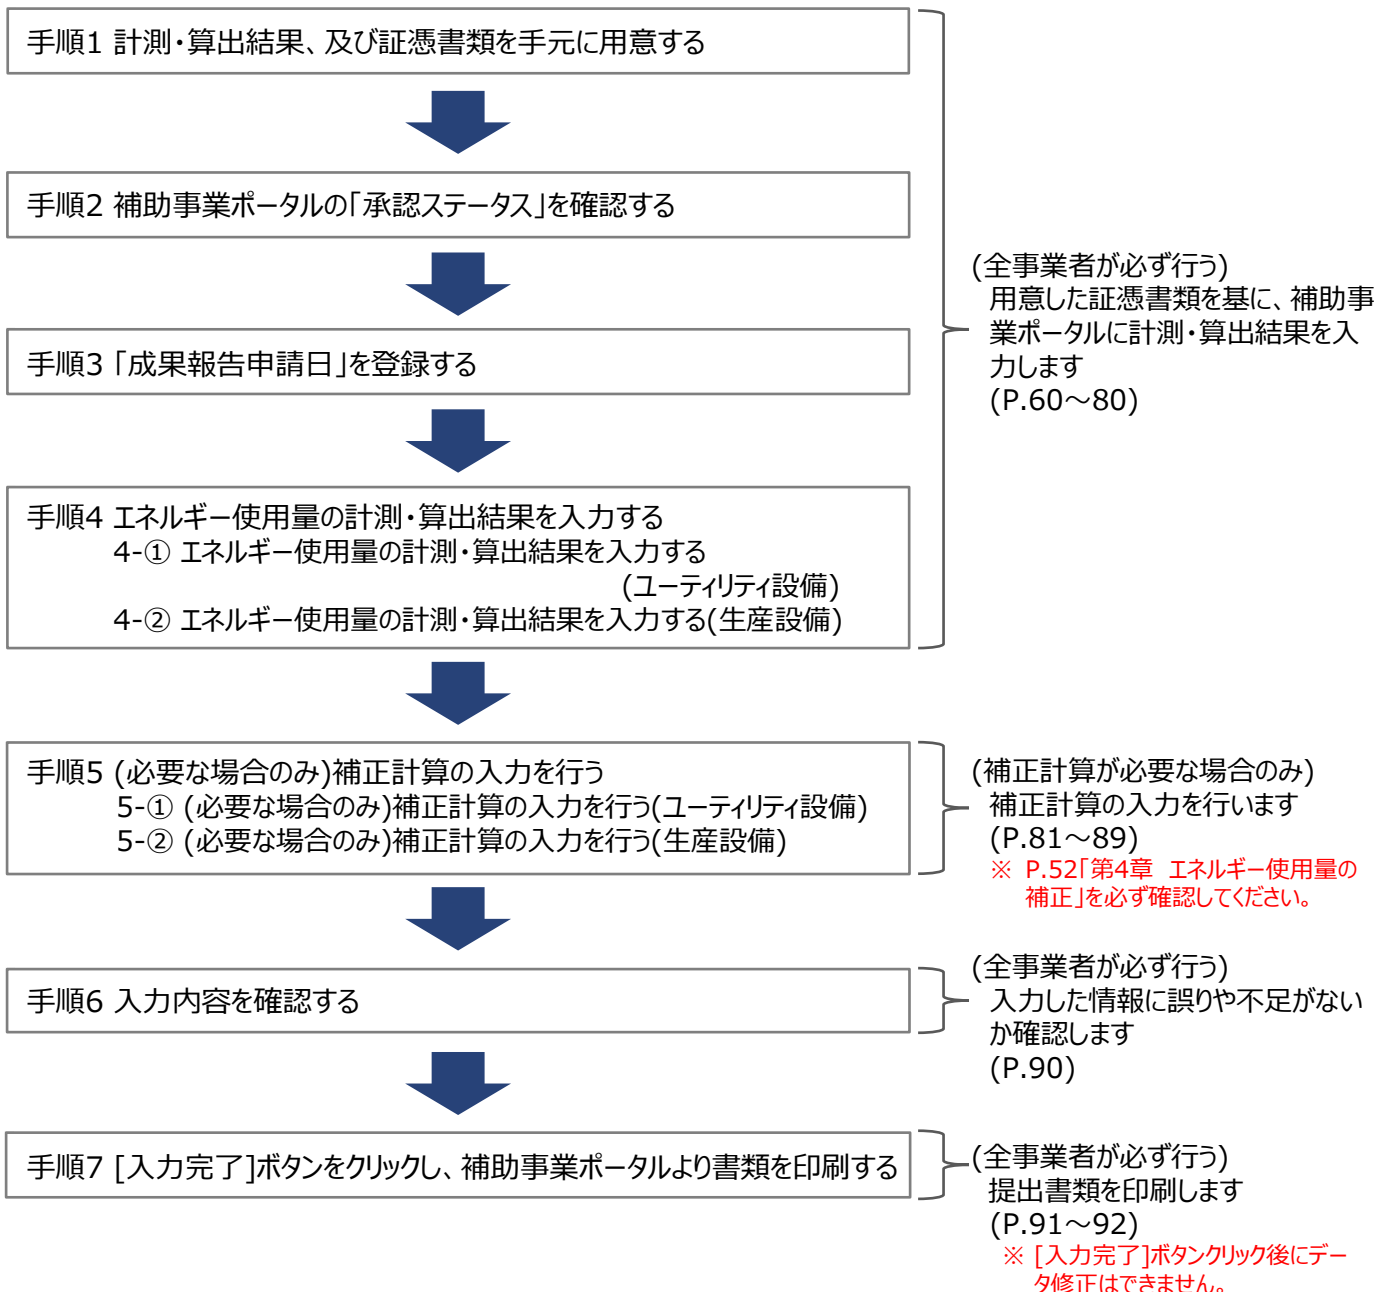 手順1 計測・算出結果、及び証憑書類を手元に用意する
手順2 補助事業ポータルの「承認ステータス」を確認する
手順3 「成果報告申請日」を登録する
手順4 エネルギー使用量の計測・算出結果を入力する
4-① エネルギー使用量の計測・算出結果を入力する
(ユーティリティ設備)
4-② エネルギー使用量の計測・算出結果を入力する(生産設備)
(全事業者が必ず行う)
用意した証憑書類を基に、補助事
業ポータルに計測・算出結果を入
力します
(P.60～80)
手順5 (必要な場合のみ)補正計算の入力を行う
5-① (必要な場合のみ)補正計算の入力を行う(ユーティリティ設備)
5-② (必要な場合のみ)補正計算の入力を行う(生産設備)
(補正計算が必要な場合のみ)
補正計算の入力を行います
(P.81～89)
※ P.52「第4章　エネルギー使用量の
補正」を必ず確認してください。
手順6 入力内容を確認する
(全事業者が必ず行う)
入力した情報に誤りや不足がない
か確認します
(P.90)
手順7 [入力完了]ボタンをクリックし、補助事業ポータルより書類を印刷する
(全事業者が必ず行う)
提出書類を印刷します
(P.91～92)
※ [入力完了]ボタンクリック後にデー
タ修正はできません。